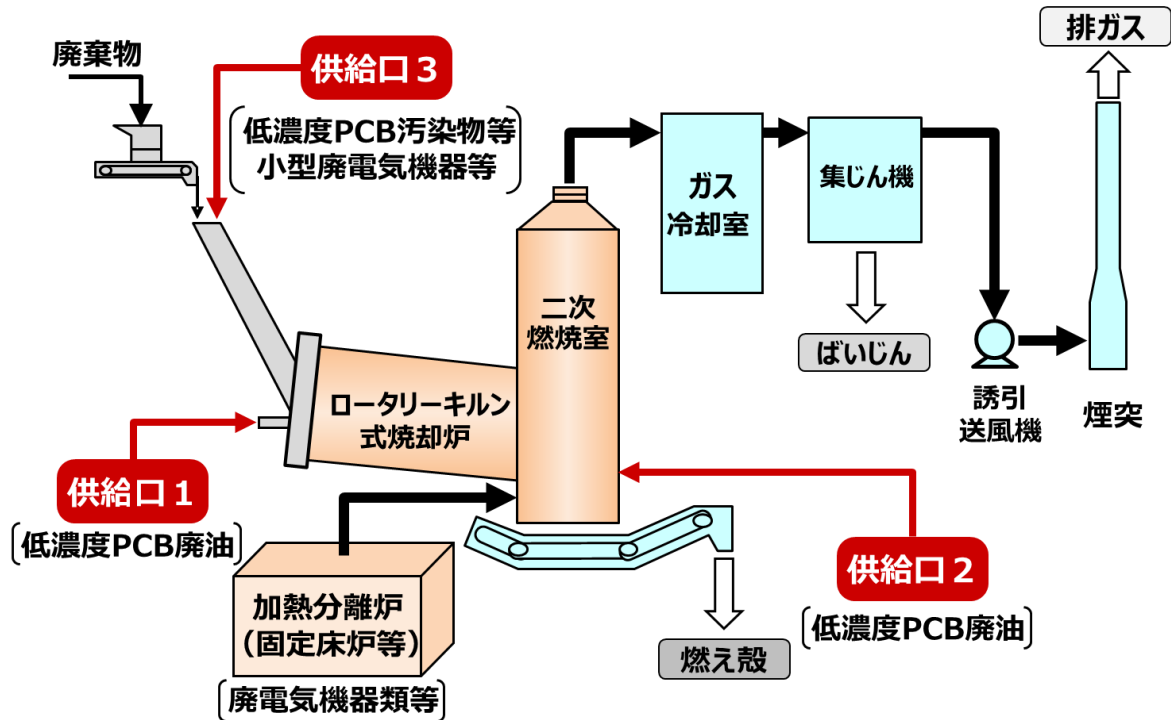 廃棄物
供給口3
低濃度PCB汚染物等
小型廃電気機器等
排ガス
ガス
冷却室
集じん機
二次
燃焼室
ばいじん
ロータリーキルン
式焼却炉
誘引
送風機
煙突
供給口1
低濃度PCB廃油
加熱分離炉
(固定床炉等)
廃電気機器類等
供給口2
低濃度PCB廃油
燃え殻